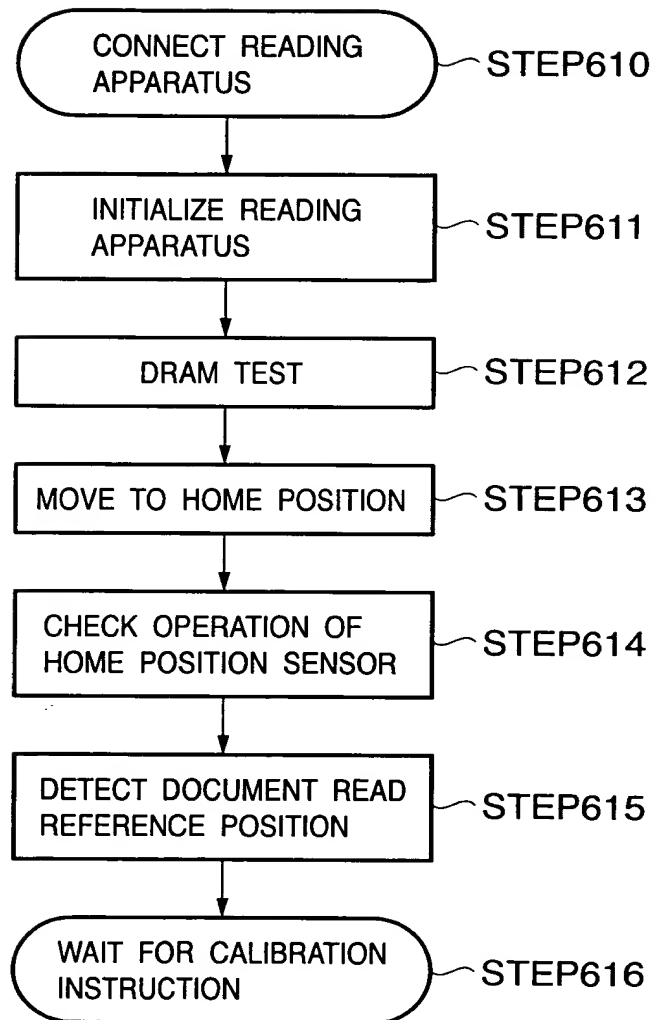 CONNECT READING
APPARATUS
STEP610
INITIALIZE READING
APPARATUS
STEP611
DRAM TEST
STEP612
MOVE TO HOME POSITION
STEP613
CHECK OPERATION OF
HOME POSITION SENSOR
STEP614
DETECT DOCUMENT READ
REFERENCE POSITION
STEP615
WAIT FOR CALIBRATION
INSTRUCTION
STEP616